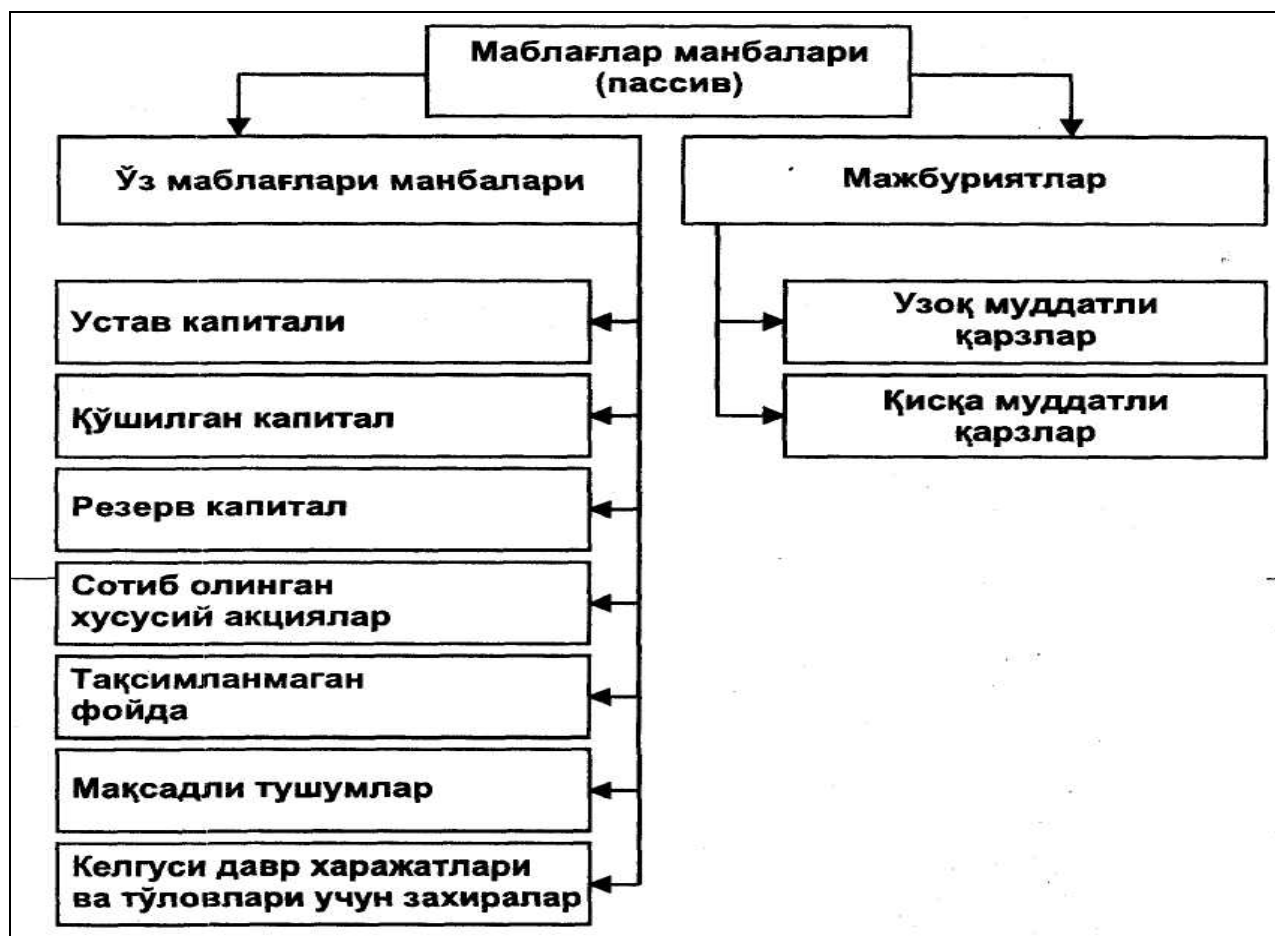 Маблағлар манбалари
(пассив)
Ўз маблағлари манбалари
Мажбуриятлар
Устав капитали
Қўшилган капитал
Резерв капитал
Сотиб олинган
хусусий акциялар
Тақсимланмаган
фойда
Мақсадли тушумлар
Келгуси давр харажатлари
ва тўловлари учун захиралар
Узоқ муддатли
қарзлар
Қисқа муддатли
қарзлар